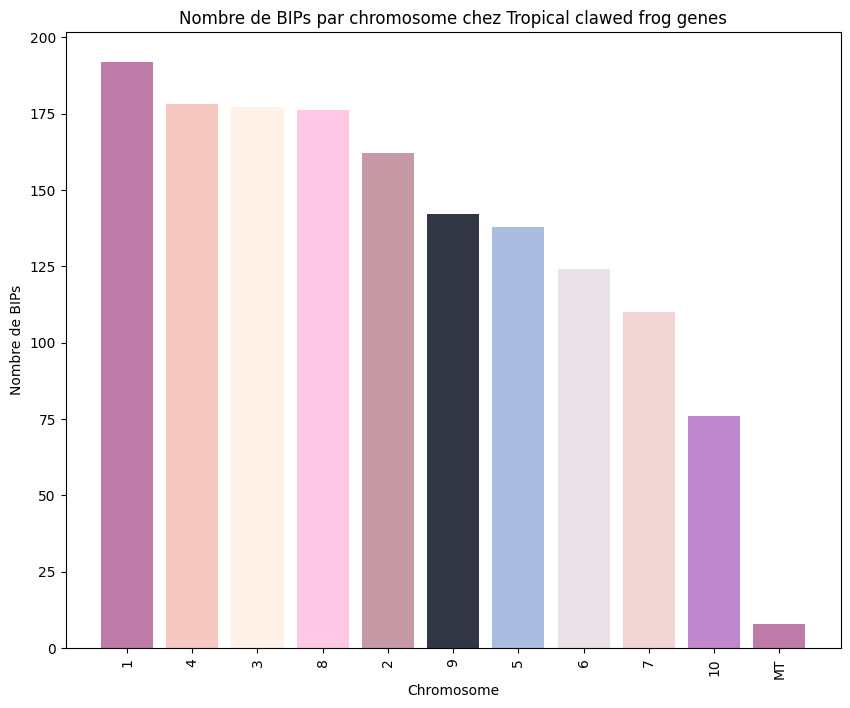 Nombre de BIPs par chromosome chez Tropical clawed frog genes
200
175
150
125
100
75
50
25
0
Nombre de BIPs
1 4 3 8 2 9 5 6 7 10 MT
Chromosome